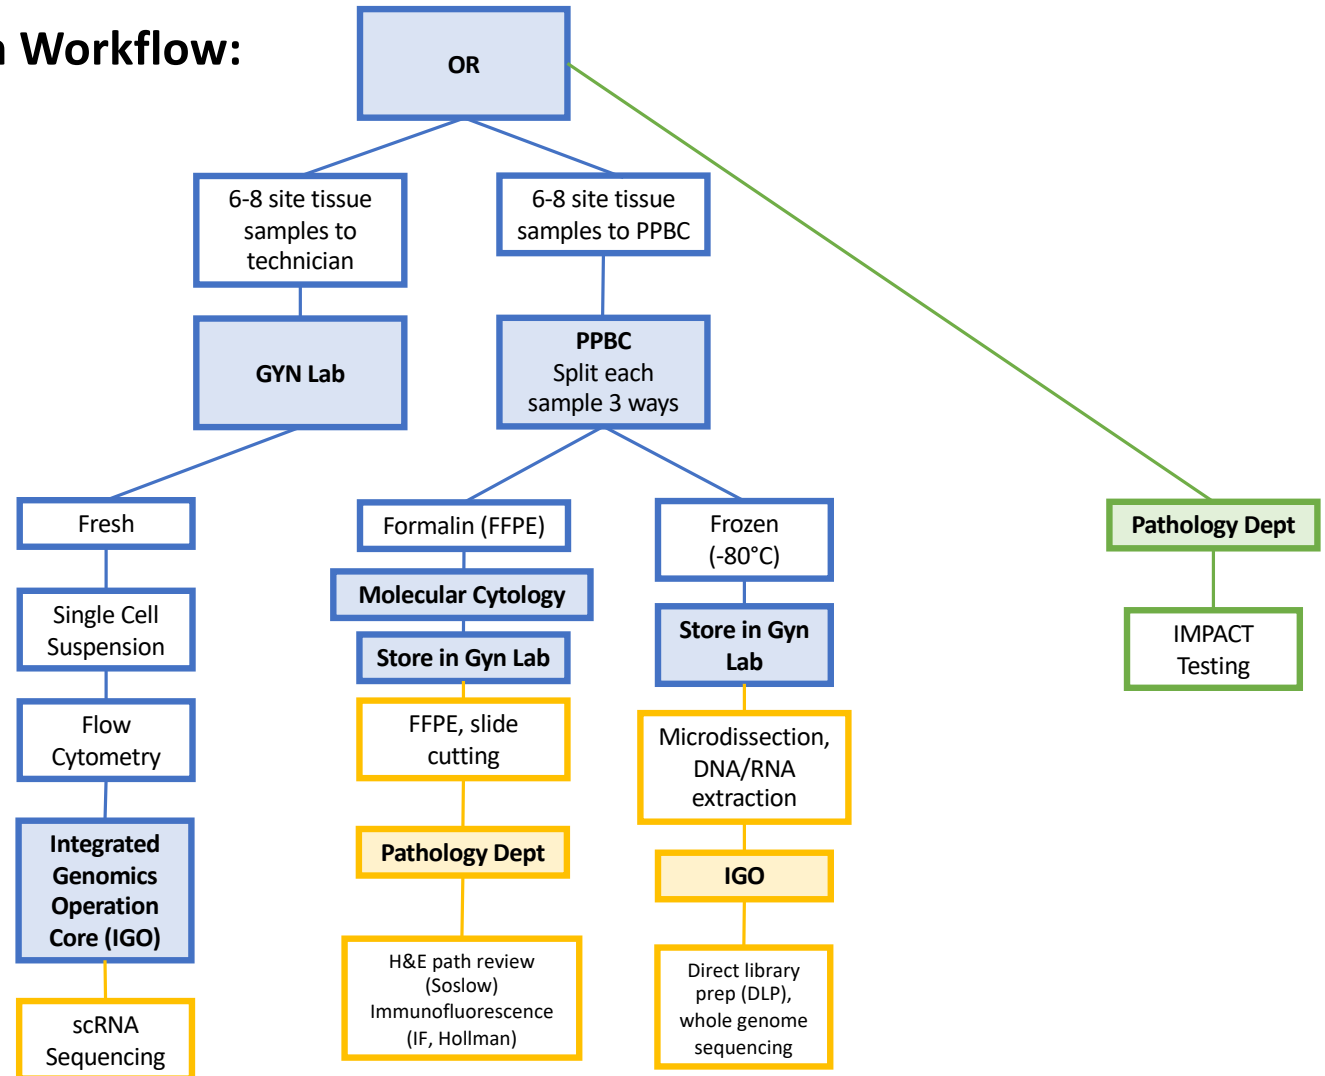 n Workflow:
OR
6-8 site tissue
samples to
technician
6-8 site tissue
samples to PPBC
GYN Lab
PPBC
Split each
sample 3 ways
Fresh
Formalin (FFPE)
Frozen
(-80°C)
Pathology Dept
Molecular Cytology
Single Cell
Suspension
Store in Gyn Lab
Store in Gyn
Lab
IMPACT
Testing
Flow
Cytometry
FFPE, slide
cutting
Microdissection,
DNA/RNA
extraction
Integrated
Genomics
Operation
Core (IGO)
Pathology Dept
IGO
H&E path review
(Soslow)
Immunofluorescence
(IF, Hollman)
Direct library
prep (DLP),
whole genome
sequencing
scRNA
Sequencing